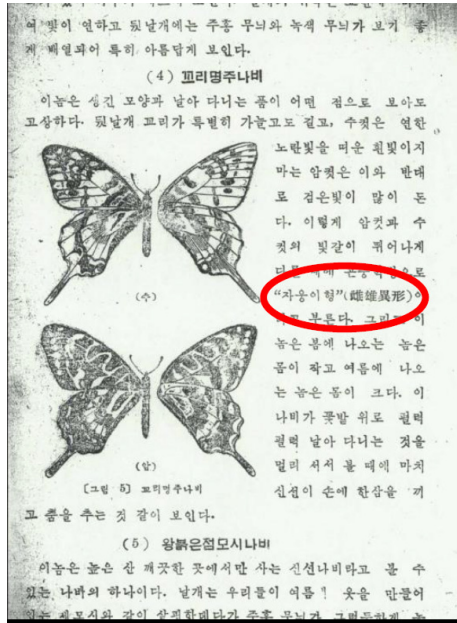 여 빛이 연하고 뒷날개에는 주홍 무늬와 녹색 무늬가 보기 좋
게 배열되어 특히 아름답게 보인다.
(4) 꼬리명주나비
이놈은 생긴 모양과 날아 다니는 품이 어떤 점으로 보아도
고상하다. 뒷날개 꼬리가 특별히 가늘고도 길고, 수컷은 연한
노란빛을 띠운 흰빛이지
마는 암컷은 이와 반대
로 검은빛이 많이 돈
다. 이렇게 암컷과 수
컷의 빛갈이 뛰어나게
“자웅이형”(雌雄異形)이
라고 부른다. 그리고 이
놈은 봄에 나오는 놈은
몸이 작고 여름에 나오
는 놈은 몸이 크다. 이
나비가 꽃밭 위로 펄럭
펄럭 날아 다니는 것을
멀리 서서 볼 때에 마치
신선이 손에 한삼을 껴
(수)
(암)
[그림 5] 꼬리명주나비
고 춤을 추는 것 같이 보인다.
(5) 왕붉은점모시나비
이놈은 높은 산 깨끗한 곳에서만 사는 신선나비라고 볼 수
있는 나비의 하나이다. 날개는 우리들이 여름 옷을 만들어